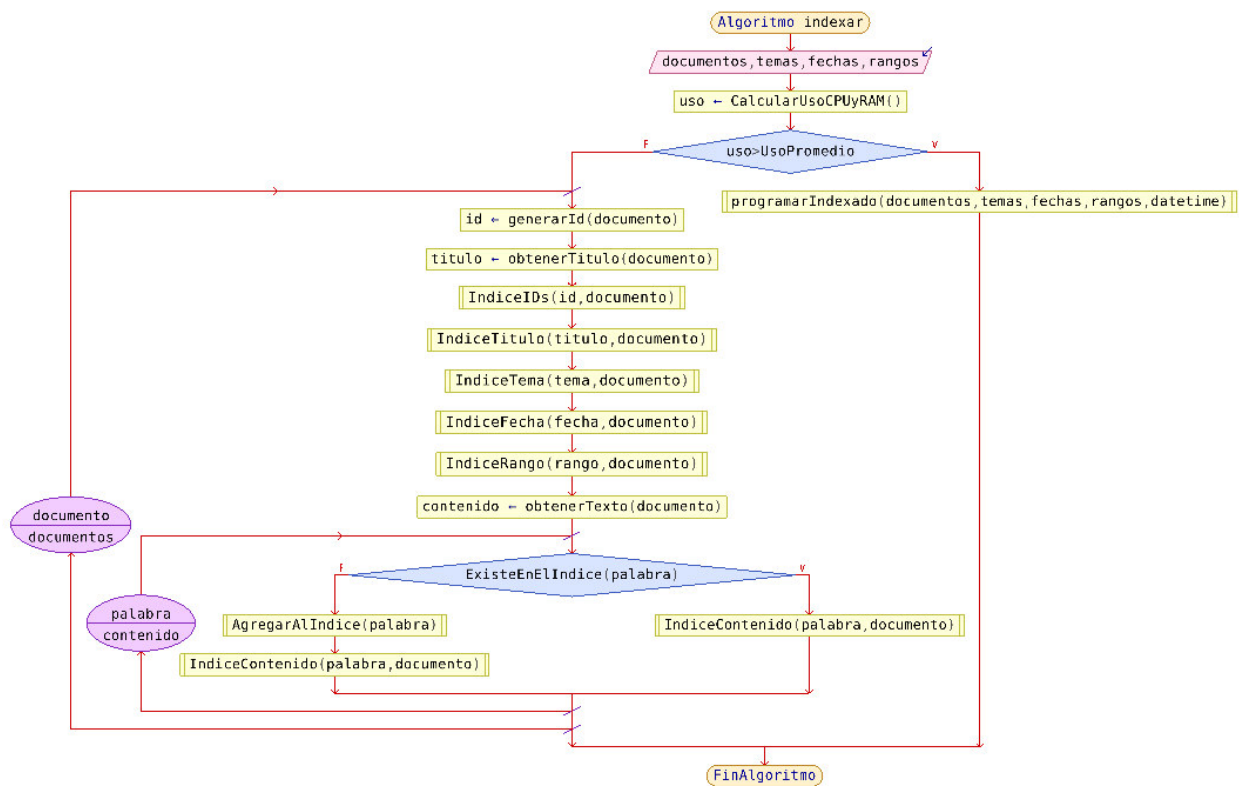 Algoritmo indexar
documentos,temas,fechas,rangos
uso ← CalcularUsoCPUyRAM()
uso>UsoPromedio
F
V
programarIndexado(documentos,temas,fechas,rangos,datetime)
id ← generarId(documento)
titulo ← obtenerTitulo(documento)
IndiceIDs(id,documento)
IndiceTitulo(titulo,documento)
IndiceTema(tema,documento)
IndiceFecha(fecha,documento)
IndiceRango(rango,documento)
contenido ← obtenerTexto(documento)
documento
documentos
ExisteEnElIndice(palabra)
F
V
palabra
contenido
AgregarAlIndice(palabra)
IndiceContenido(palabra,documento)
IndiceContenido(palabra,documento)
FinAlgoritmo